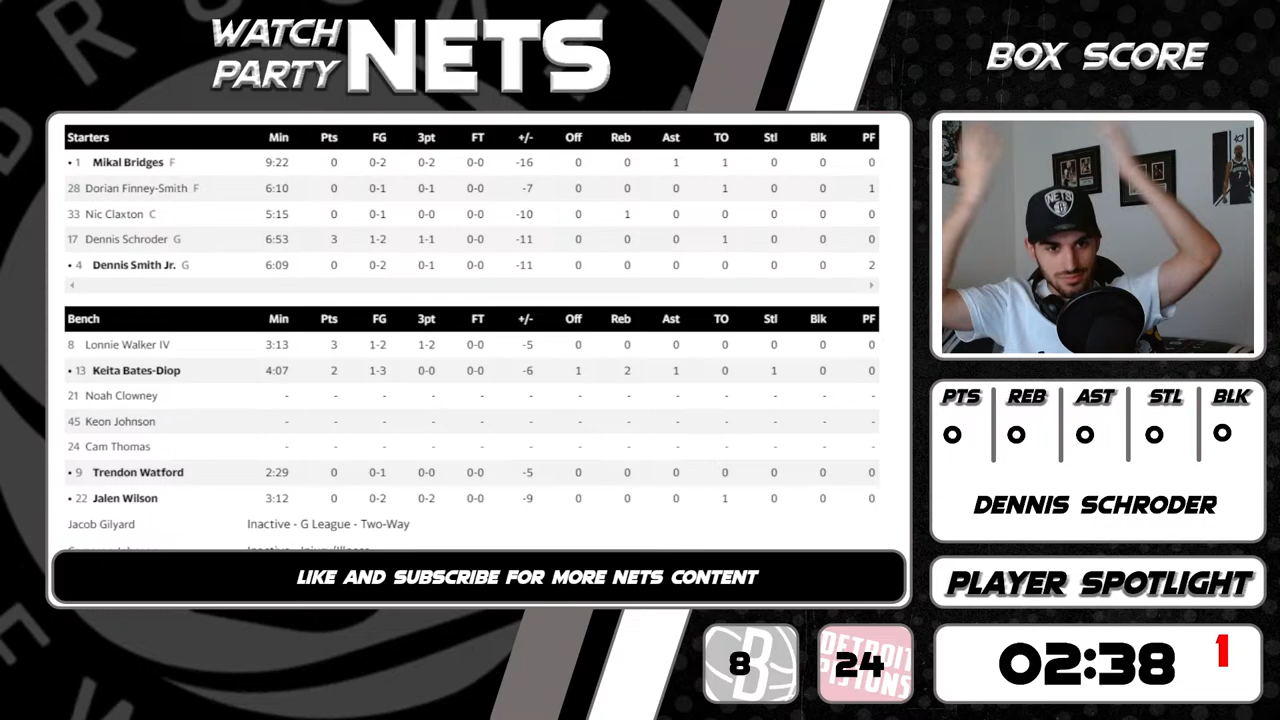 WATCH PARTY NETS
BOX SCORE
Starters Min Pts FG 3pt FT +/- Off Reb Ast TO Stl Blk PF
• 1 Mikal Bridges F 9:22 0 0-2 0-2 0-0 -16 0 0 1 1 0 0 0
28 Dorian Finney-Smith F 6:10 0 0-1 0-1 0-0 -7 0 0 0 1 0 0 1
33 Nic Claxton C 5:15 0 0-1 0-0 0-0 -10 0 1 0 0 0 0 0
17 Dennis Schroder G 6:53 3 1-2 1-1 0-0 -11 0 0 0 1 0 0 0
• 4 Dennis Smith Jr. G 6:09 0 0-2 0-1 0-0 -11 0 0 0 0 0 0 2
Bench Min Pts FG 3pt FT +/- Off Reb Ast TO Stl Blk PF
8 Lonnie Walker IV 3:13 3 1-2 1-2 0-0 -5 0 0 0 0 0 0 0
• 13 Keita Bates-Diop 4:07 2 1-3 0-0 0-0 -6 1 2 1 0 1 0 0
21 Noah Clowney - - - - - - - - - - - - -
45 Keon Johnson - - - - - - - - - - - - -
24 Cam Thomas - - - - - - - - - - - - -
• 9 Trendon Watford 2:29 0 0-1 0-0 0-0 -5 0 0 0 0 0 0 0
• 22 Jalen Wilson 3:12 0 0-2 0-2 0-0 -9 0 0 0 1 0 0 0
Jacob Gilyard Inactive - G League - Two-Way
LIKE AND SUBSCRIBE FOR MORE NETS CONTENT
NETS
PTS REB AST STL BLK
0 0 0 0 0
DENNIS SCHRODER
PLAYER SPOTLIGHT
B 8
DETROIT PISTONS 24
02:38 1